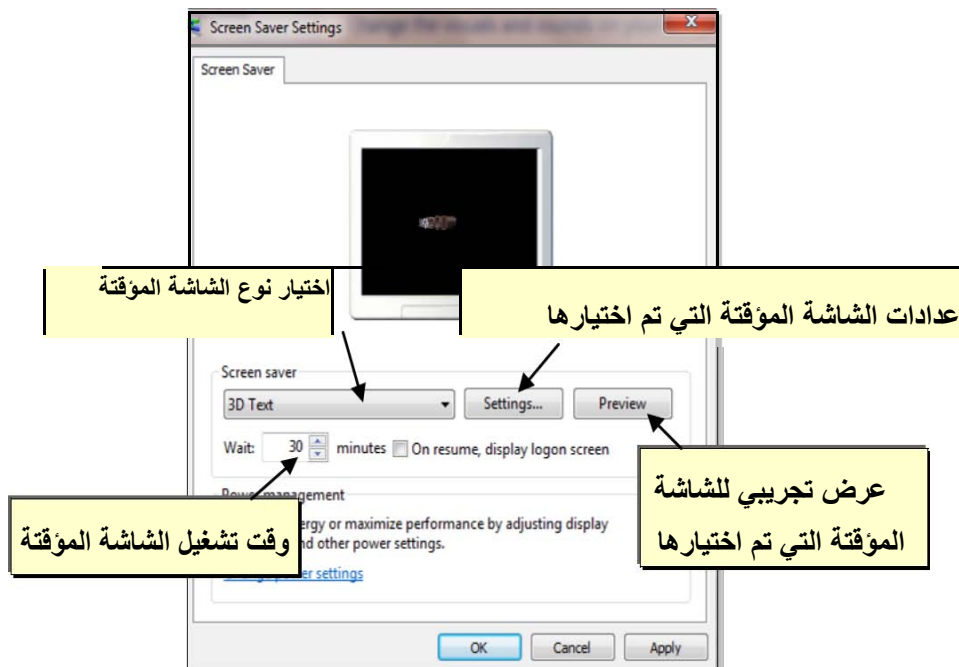 Screen Saver Settings
Screen Saver
اختيار نوع الشاشة المؤقتة
عدادات الشاشة المؤقتة التي تم اختيارها
Screen saver
3D Text
Settings...
Preview
Wait: 30 minutes On resume, display logon screen
عرض تجريبي للشاشة
المؤقتة التي تم اختيارها
Power management
وقت تشغيل الشاشة المؤقتة
or maximize performance by adjusting display
other power settings.
settings
OK Cancel Apply